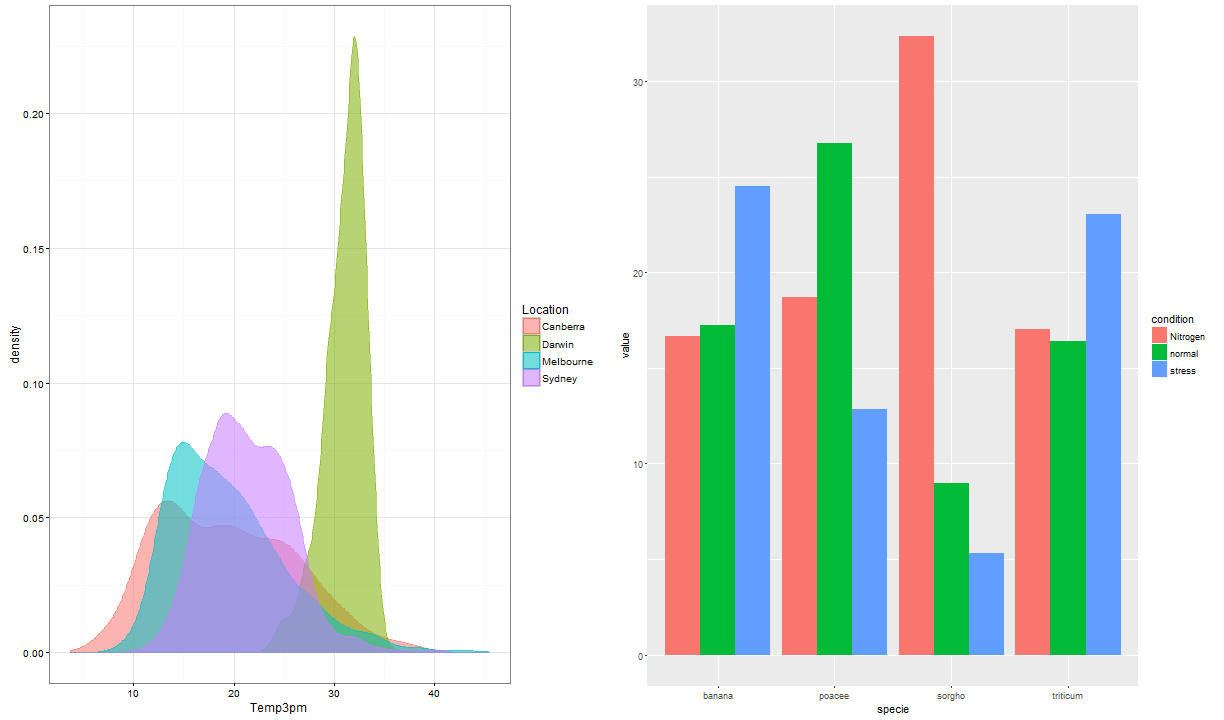 density
0.20
0.15
0.10
0.05
0.00
10 20 30 40
Temp3pm
Location
Canberra
Darwin
Melbourne
Sydney
value
30
20
10
0
banana poacee sorgho triticum
specie
condition
Nitrogen
normal
stress